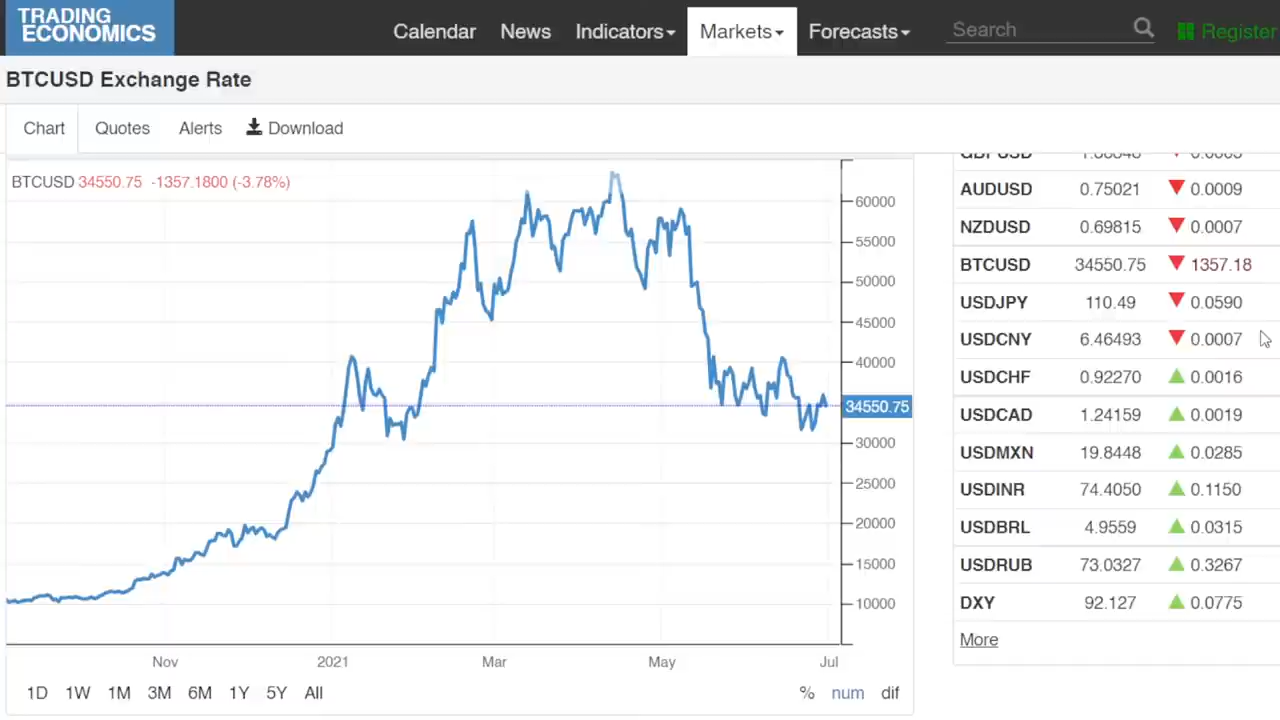 TRADING
ECONOMICS
Calendar News Indicators Markets Forecasts Search Register
BTCUSD Exchange Rate
Chart Quotes Alerts Download
BTCUSD 34550.75 -1357.1800 (-3.78%)
60000
55000
50000
45000
40000
34550.75
30000
25000
20000
15000
10000
Nov 2021 Mar May Jul
1D 1W 1M 3M 6M 1Y 5Y All % num dif
GBPUSD
AUDUSD 0.75021 0.0009
NZDUSD 0.69815 0.0007
BTCUSD 34550.75 1357.18
USDJPY 110.49 0.0590
USDCNY 6.46493 0.0007
USDCHF 0.92270 0.0016
USDCAD 1.24159 0.0019
USDMXN 19.8448 0.0285
USDINR 74.4050 0.1150
USDBRL 4.9559 0.0315
USDRUB 73.0327 0.3267
DXY 92.127 0.0775
More